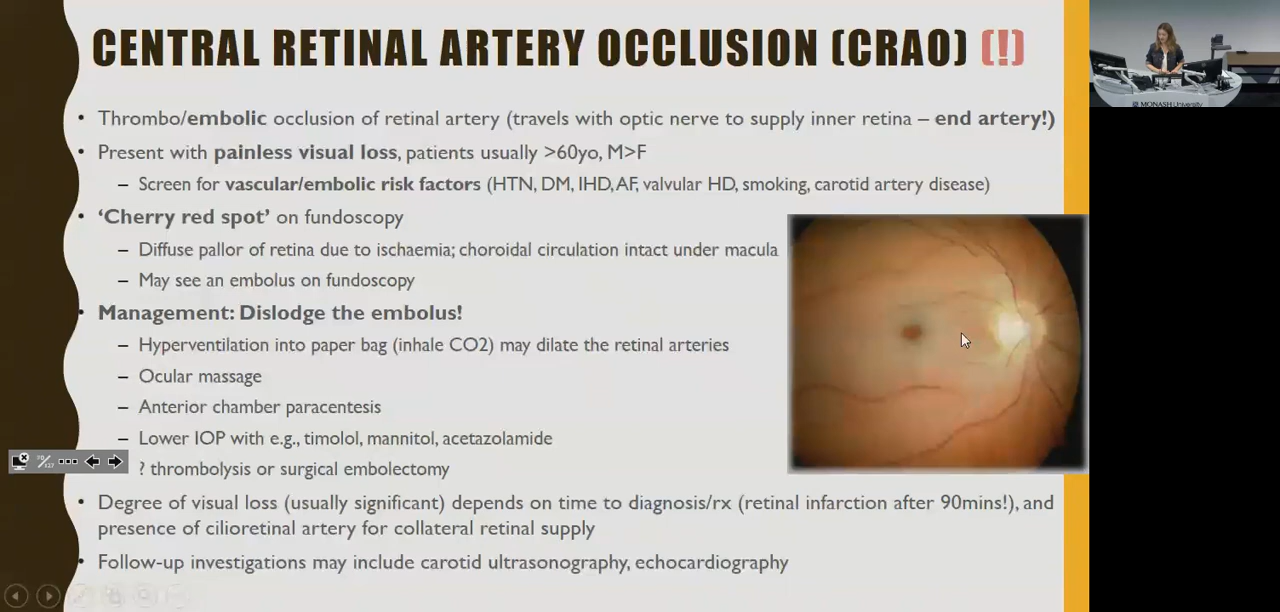 CENTRAL RETINAL ARTERY OCCLUSION (CRAO) (!)
• Thrombo/embolic occlusion of retinal artery (travels with optic nerve to supply inner retina – end artery!)
• Present with painless visual loss, patients usually >60yo, M>F
– Screen for vascular/embolic risk factors (HTN, DM, IHD, AF, valvular HD, smoking, carotid artery disease)
• ‘Cherry red spot’ on fundoscopy
– Diffuse pallor of retina due to ischaemia; choroidal circulation intact under macula
– May see an embolus on fundoscopy
• Management: Dislodge the embolus!
– Hyperventilation into paper bag (inhale CO2) may dilate the retinal arteries
– Ocular massage
– Anterior chamber paracentesis
– Lower IOP with e.g., timolol, mannitol, acetazolamide
? thrombolysis or surgical embolectomy
• Degree of visual loss (usually significant) depends on time to diagnosis/rx (retinal infarction after 90mins!), and
presence of cilioretinal artery for collateral retinal supply
• Follow-up investigations may include carotid ultrasonography, echocardiography
MONASH University